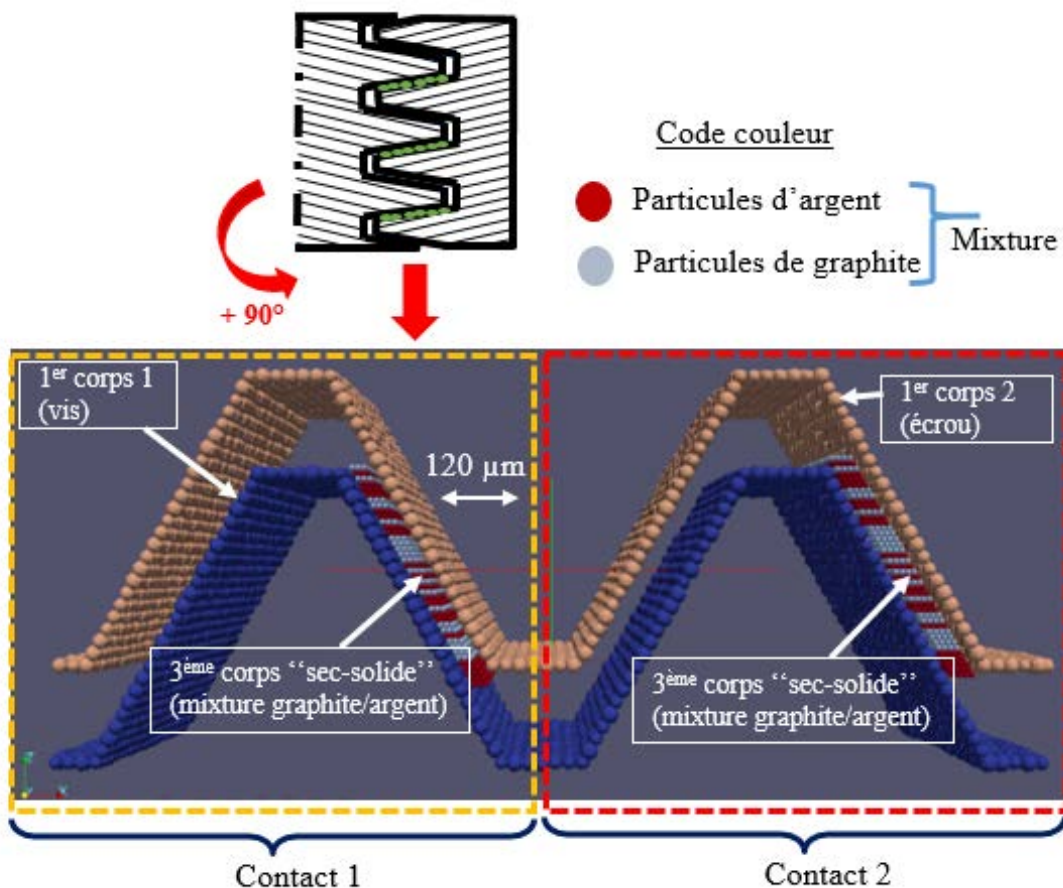 Code couleur
Particules d’argent
Particules de graphite
Mixture
+ 90°
1er corps 1
(vis)
120 µm
1er corps 2
(écrou)
3ème corps ‘‘sec-solide’’
(mixture graphite/argent)
3ème corps ‘‘sec-solide’’
(mixture graphite/argent)
Contact 1
Contact 2